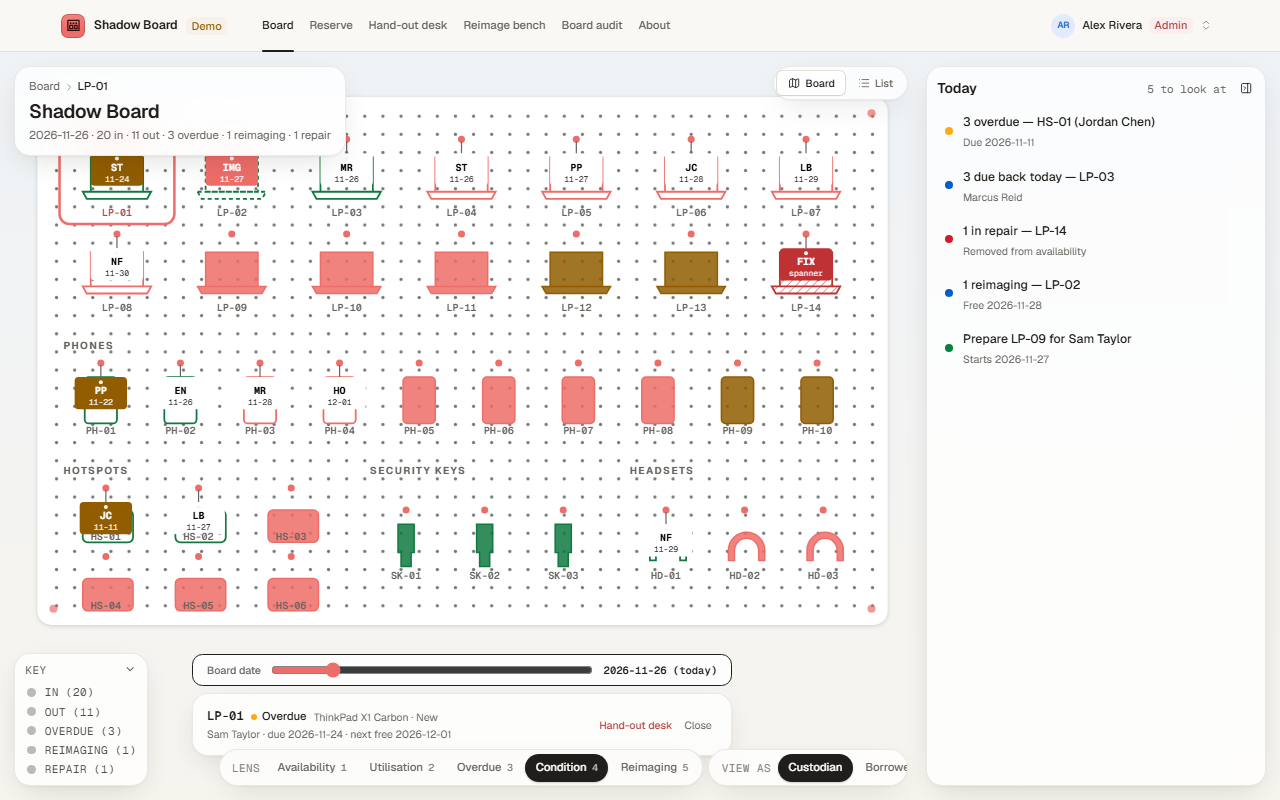 Shadow Board Demo Board Reserve Hand-out desk Reimage bench Board audit About AR Alex Rivera Admin
Board › LP-01
Shadow Board
2026-11-26 · 20 in · 11 out · 3 overdue · 1 reimaging · 1 repair
Board List
ST IMG MR ST PP JC LB
11-24 11-27 11-26 11-26 11-26 11-28 11-29
LP-01 LP-02 LP-03 LP-04 LP-05 LP-06 LP-07
NF FIX
11-30 spanner
LP-08 LP-09 LP-10 LP-11 LP-12 LP-13 LP-14
PHONES
PP EN MR HO
11-22 11-26 11-28 12-01
PH-01 PH-02 PH-03 PH-04 PH-05 PH-06 PH-07 PH-08 PH-09 PH-10
HOTSPOTS SECURITY KEYS HEADSETS
JC LB
11-11 11-27
HS-01 HS-02 HS-03
NF
11-29
SK-01 SK-02 SK-03 HD-01 HD-02 HD-03
HS-04 HS-05 HS-06
KEY
IN (20)
OUT (11)
OVERDUE (3)
REIMAGING (1)
REPAIR (1)
Board date 2026-11-26 (today)
LP-01 Overdue ThinkPad X1 Carbon · New
Sam Taylor · due 2026-11-24 · next free 2026-12-01
Hand-out desk Close
LENS Availability 1 Utilisation 2 Overdue 3 Condition 4 Reimaging 5
VIEW AS Custodian Borrowe
Today 5 to look at
3 overdue — HS-01 (Jordan Chen)
Due 2026-11-11
3 due back today — LP-03
Marcus Reid
1 in repair — LP-14
Removed from availability
1 reimaging — LP-02
Free 2026-11-28
Prepare LP-09 for Sam Taylor
Starts 2026-11-27